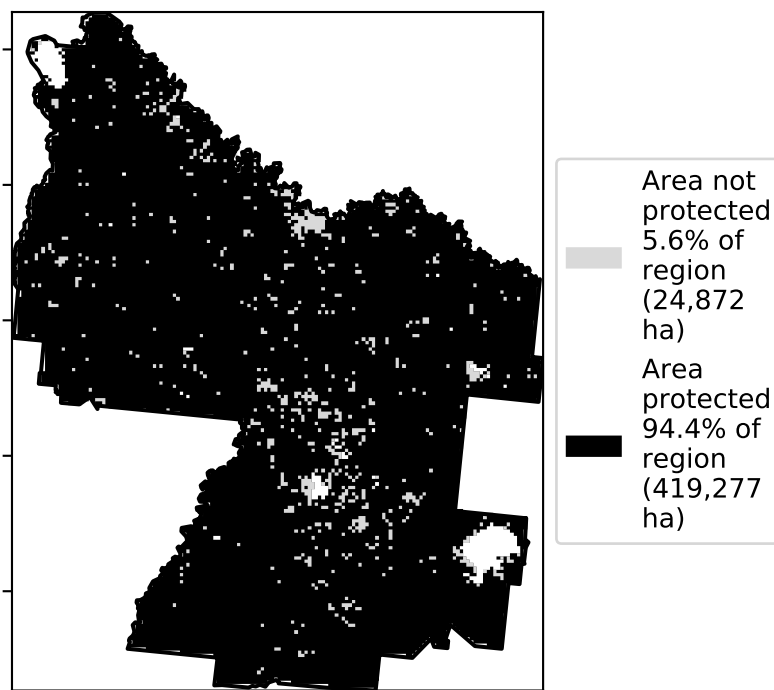 Area not
protected
5.6% of
region
(24,872
ha)
Area
protected
94.4% of
region
(419,277
ha)